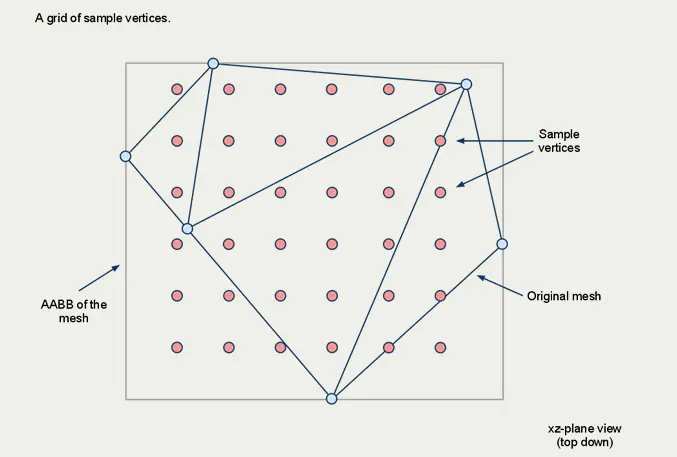 A grid of sample vertices.
Sample
vertices
AABB of the
mesh
Original mesh
xz-plane view
(top down)